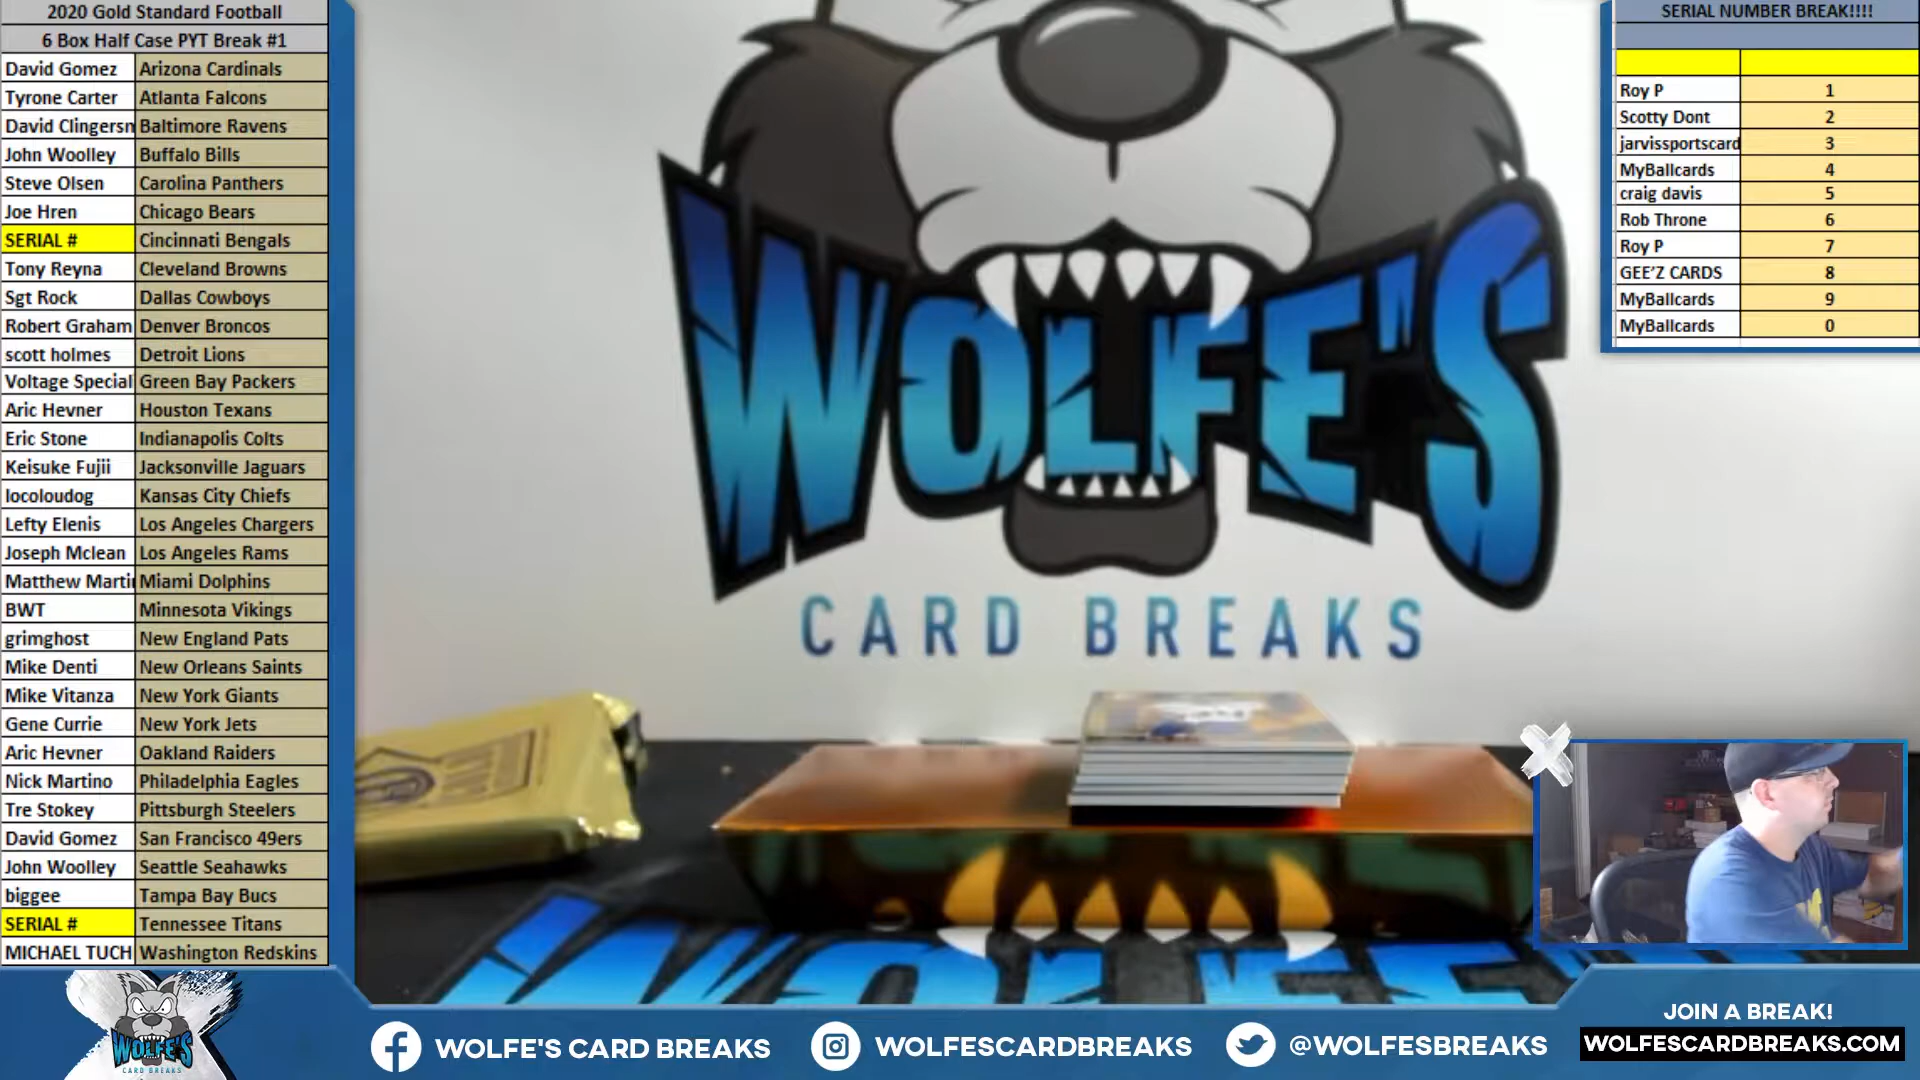 2020 Gold Standard Football
6 Box Half Case PYT Break #1
David Gomez Arizona Cardinals
Tyrone Carter Atlanta Falcons
David Clingersn Baltimore Ravens
John Woolley Buffalo Bills
Steve Olsen Carolina Panthers
Joe Hren Chicago Bears
SERIAL # Cincinnati Bengals
Tony Reyna Cleveland Browns
Sgt Rock Dallas Cowboys
Robert Graham Denver Broncos
scott holmes Detroit Lions
Voltage Special Green Bay Packers
Aric Hevner Houston Texans
Eric Stone Indianapolis Colts
Keisuke Fujii Jacksonville Jaguars
locoloudog Kansas City Chiefs
Lefty Elenis Los Angeles Chargers
Joseph Mclean Los Angeles Rams
Matthew Marti Miami Dolphins
BWT Minnesota Vikings
grimghost New England Pats
Mike Denti New Orleans Saints
Mike Vitanza New York Giants
Gene Currie New York Jets
Aric Hevner Oakland Raiders
Nick Martino Philadelphia Eagles
Tre Stokey Pittsburgh Steelers
David Gomez San Francisco 49ers
John Woolley Seattle Seahawks
biggee Tampa Bay Bucs
SERIAL # Tennessee Titans
MICHAEL TUCH Washington Redskins
WOLFE'S
CARD BREAKS
WOLFE'S
SERIAL NUMBER BREAK!!!!
Roy P 1
Scotty Dont 2
jarvissportscard 3
MyBallcards 4
craig davis 5
Rob Throne 6
Roy P 7
GEE'Z CARDS 8
MyBallcards 9
MyBallcards 0
WOLFE'S
CARD BREAKS
WOLFE'S CARD BREAKS
WOLFESCARDBREAKS
@WOLFESBREAKS
JOIN A BREAK!
WOLFESCARDBREAKS.COM